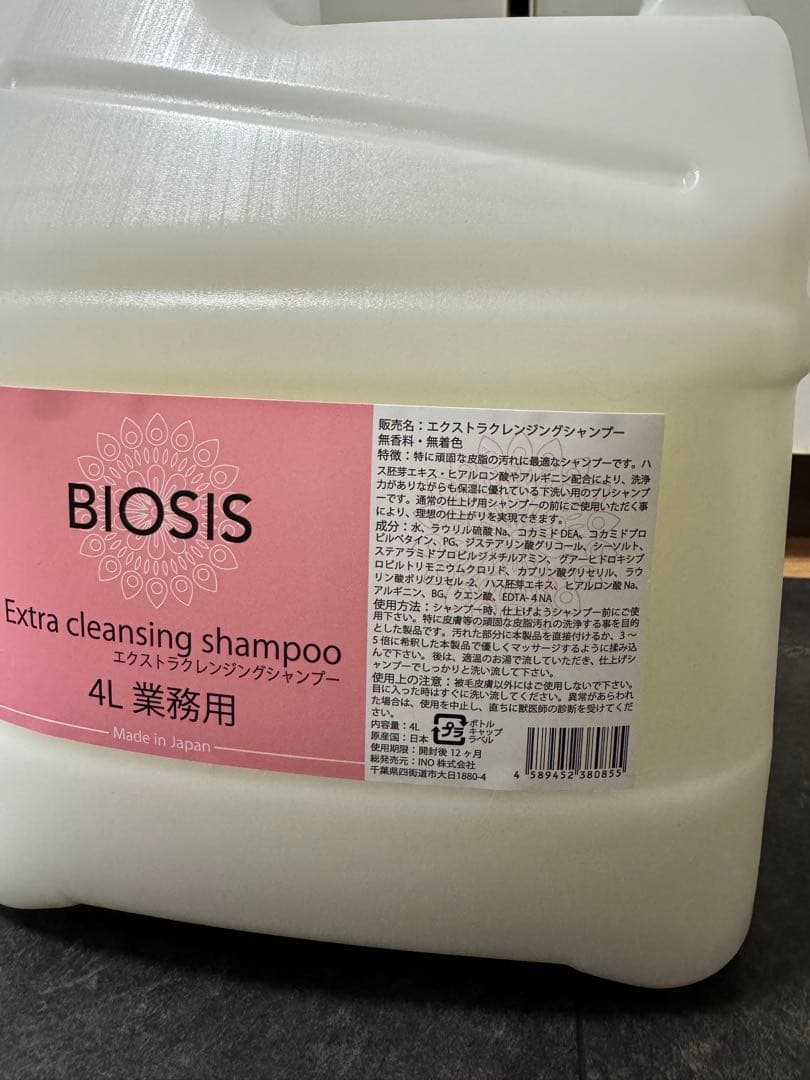 BIOSIS
Extra cleansing shampoo
エクストラクレンジングシャンプー
4L 業務用
Made in Japan
販売名：エクストラクレンジングシャンプー
無香料・無着色
特徴：特に頑固な皮脂の汚れに最適なシャンプーです。ハ
ス胚芽エキス・ヒアルロン酸やアルギニン配合により、洗浄
力がありながらも保湿に優れている下洗い用のプレシャンプ
ーです。通常の仕上げ用シャンプーの前にご使用いただく事
により、理想の仕上がりを実現できます。
成分：水、ラウリル硫酸 Na、コカミド DEA、コカミドプロ
ピルベタイン、PG、ジステアリン酸グリコール、シーソルト、
ステアラミドプロピルジメチルアミン、グアーヒドロキシプ
ロピルトリモニウムクロリド、カプリン酸グリセリル、ラウ
リン酸ポリグリセル -2、ハス胚芽エキス、ヒアルロン酸 Na、
アルギニン、BG、クエン酸、EDTA- 4 NA
使用方法：シャンプー時、仕上げようシャンプー前にご使
用下さい。特に皮膚等の頑固な皮脂汚れの洗浄する事を目的
とした製品です。汚れた部分に本製品を直接付けるか、3～
5 倍に希釈した本製品で優しくマッサージするように揉み込
んで下さい。後は、適温のお湯で流していただき、仕上げシ
ャンプーでしっかりと洗い流して下さい。
使用上の注意：被毛皮膚以外にはご使用しないで下さい。
目に入った時はすぐに洗い流してください。異常があらわれ
た場合は、使用を中止し、直ちに獣医師の診断を受けてくだ
さい。
内容量：4L
原産国：日本
使用期限：開封後 12 ヶ月
総発売元：INO 株式会社
千葉県四街道市大日1880-4
プラ
ボトル
キャップ
ラベル
4 589452 380855